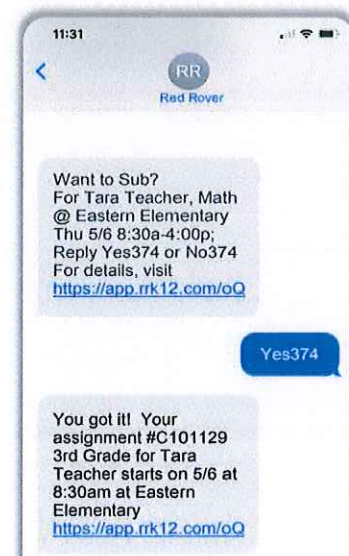 11:31
RR
Red Rover
Want to Sub?
For Tara Teacher, Math
@ Eastern Elementary
Thu 5/6 8:30a-4:00p;
Reply Yes374 or No374
For details, visit
https://app.rrk12.com/oQ
Yes374
You got it! Your
assignment #C101129
3rd Grade for Tara
Teacher starts on 5/6 at
8:30am at Eastern
Elementary
https://app.rrk12.com/oQ